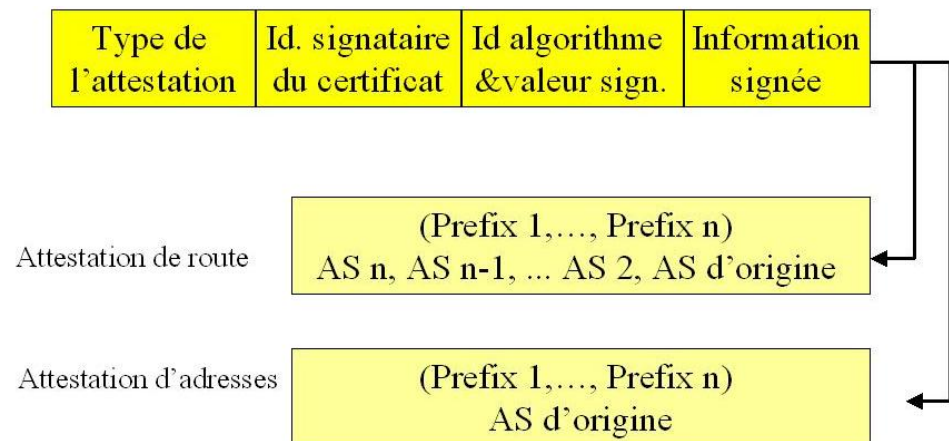 Type de l'attestation
Id. signataire du certificat
Id algorithme &valeur sign.
Information signée
Attestation de route
(Prefix 1,..., Prefix n)
AS n, AS n-1, ... AS 2, AS d'origine
Attestation d'adresses
(Prefix 1,..., Prefix n)
AS d'origine